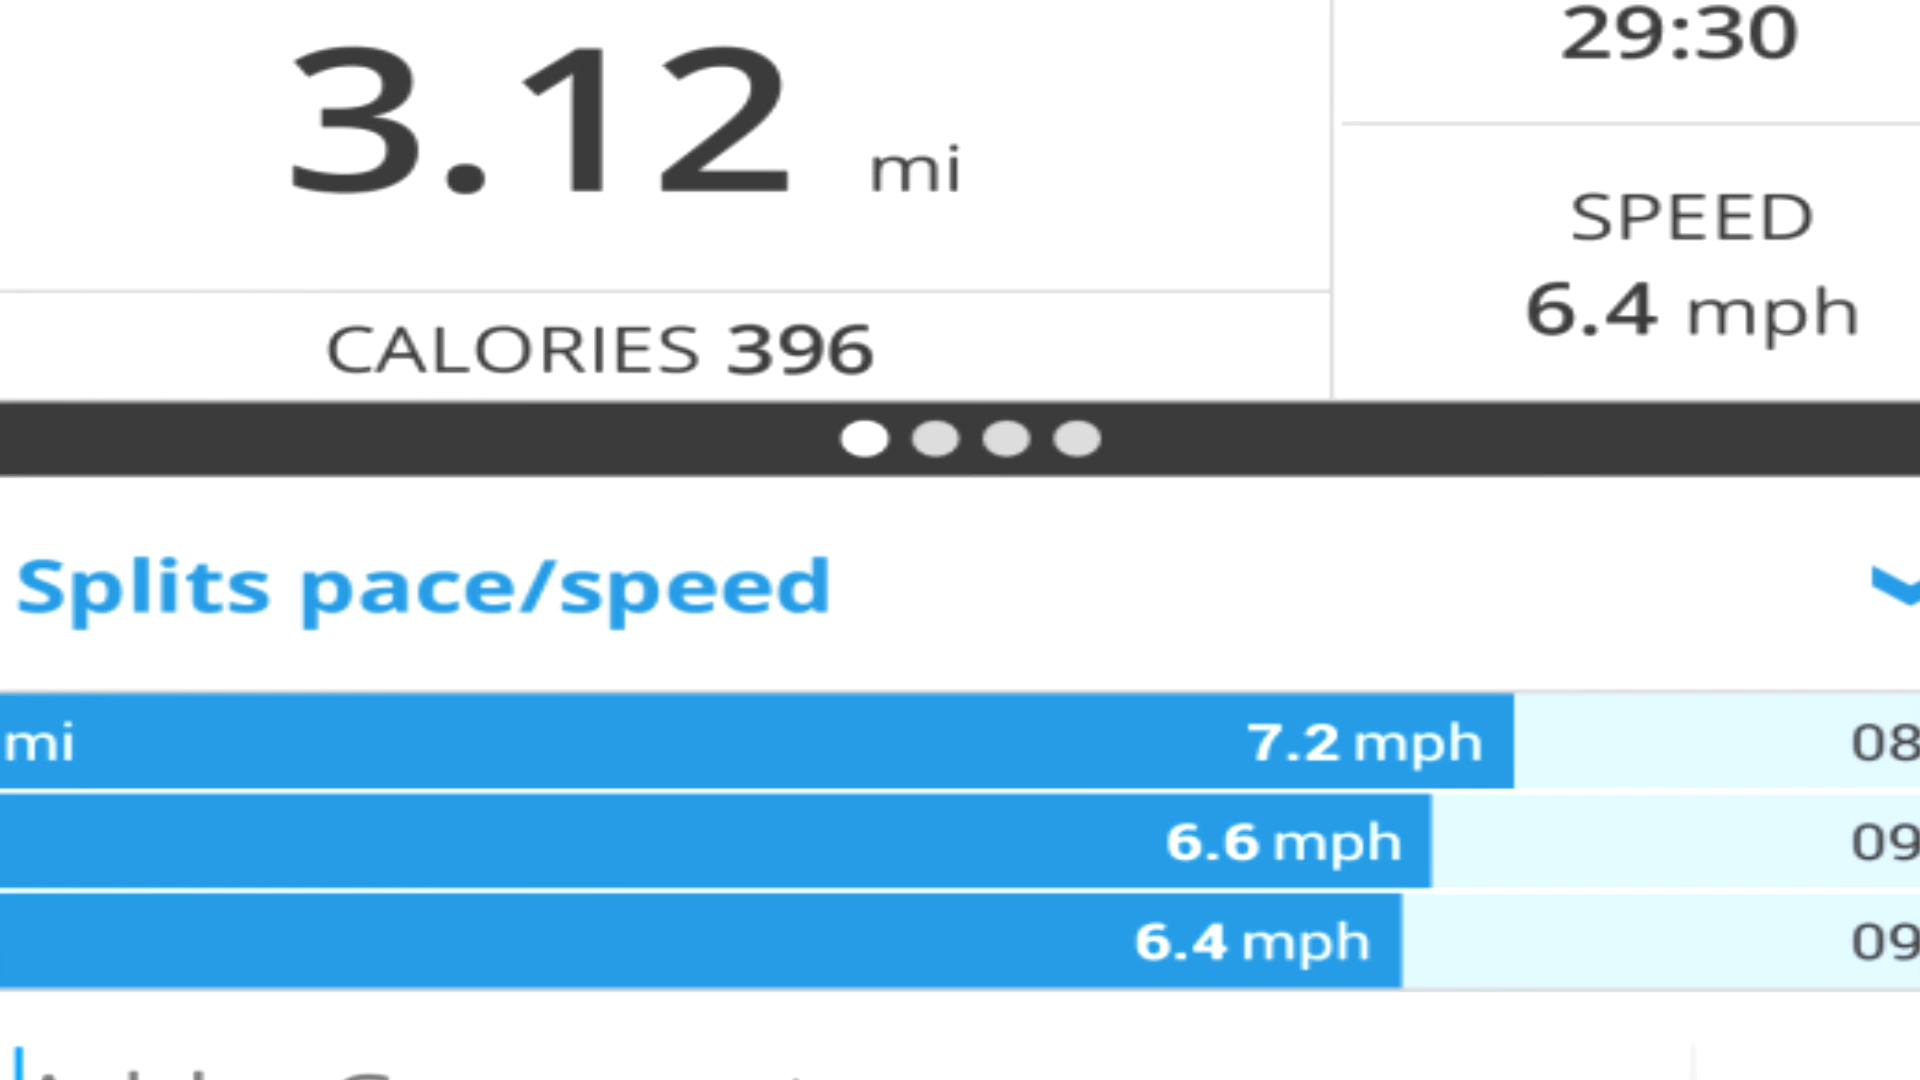 29:30
3.12 mi
SPEED
6.4 mph
CALORIES 396
Splits pace/speed
mi 7.2 mph 08
6.6 mph 09
6.4 mph 09